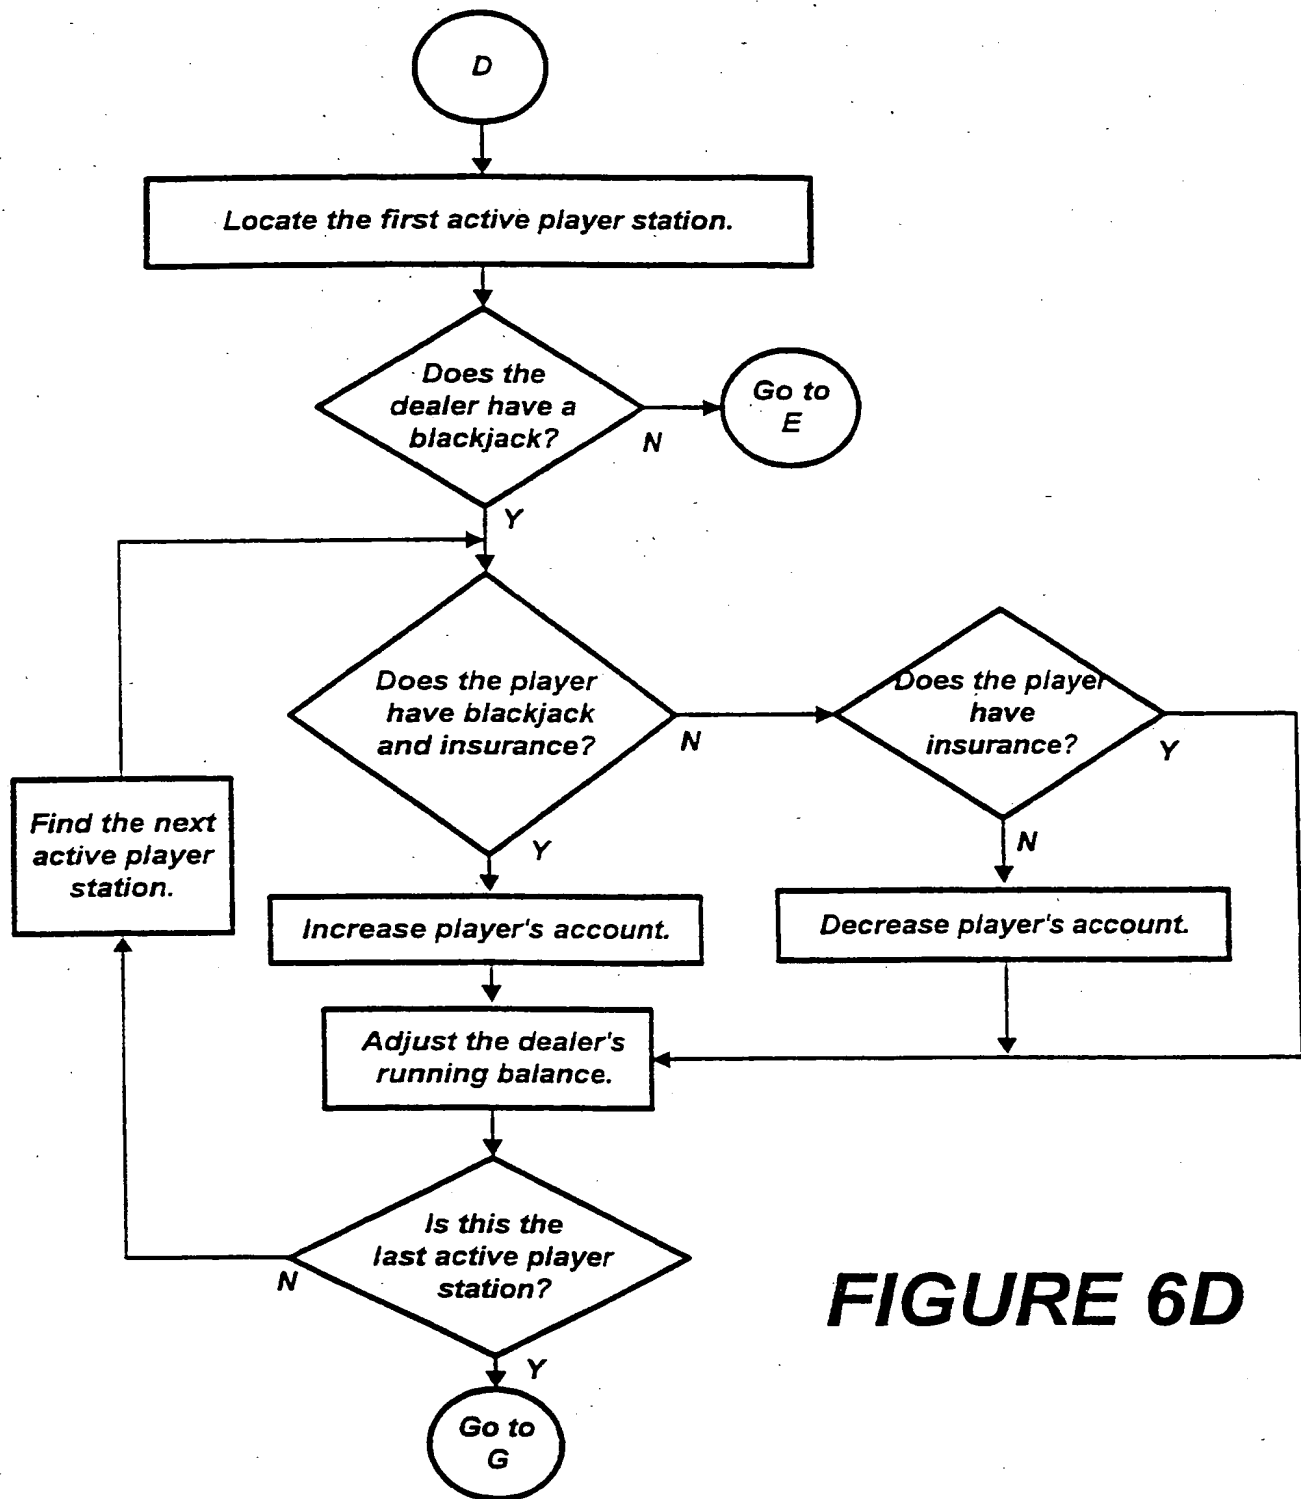 D
Locate the first active player station.
Does the
dealer have a
blackjack?
N
Go to
E
Y
Does the player
have blackjack
and insurance?
N
Does the player
have
insurance?
Y
Find the next
active player
station.
Y
N
Increase player's account.
Decrease player's account.
Adjust the dealer's
running balance.
Is this the
last active player
station?
N
Y
Go to
G
FIGURE 6D